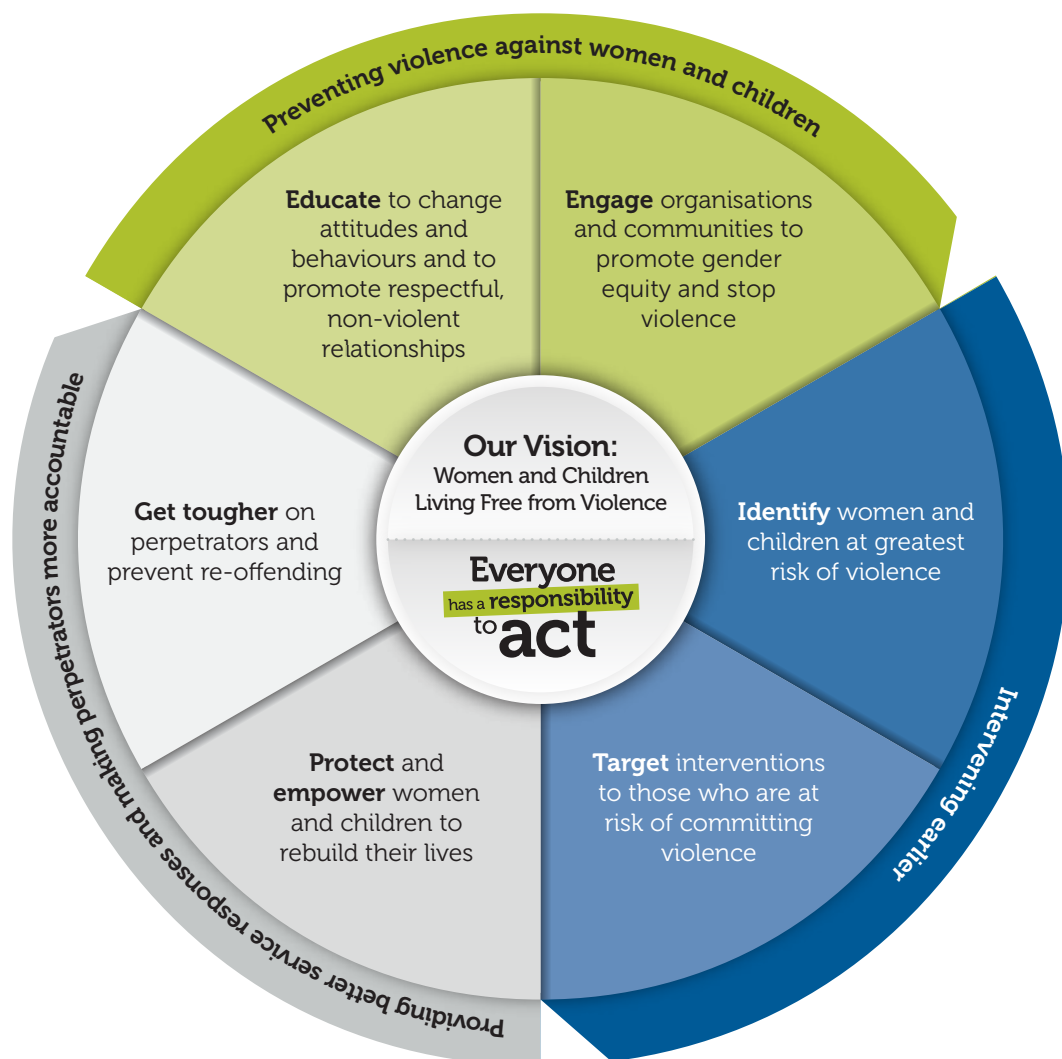 Preventing violence against women and children
Educate to change
attitudes and
behaviours and to
promote respectful,
non-violent
relationships
Engage organisations
and communities to
promote gender
equity and stop
violence
Our Vision:
Women and Children
Living Free from Violence
Everyone
has a responsibility
to act
Identify women and
children at greatest
risk of violence
Target interventions
to those who are at
risk of committing
violence
Intervening earlier
Protect and
empower women
and children to
rebuild their lives
Get tougher on
perpetrators and
prevent re-offending
Providing better service responses and making perpetrators more accountable